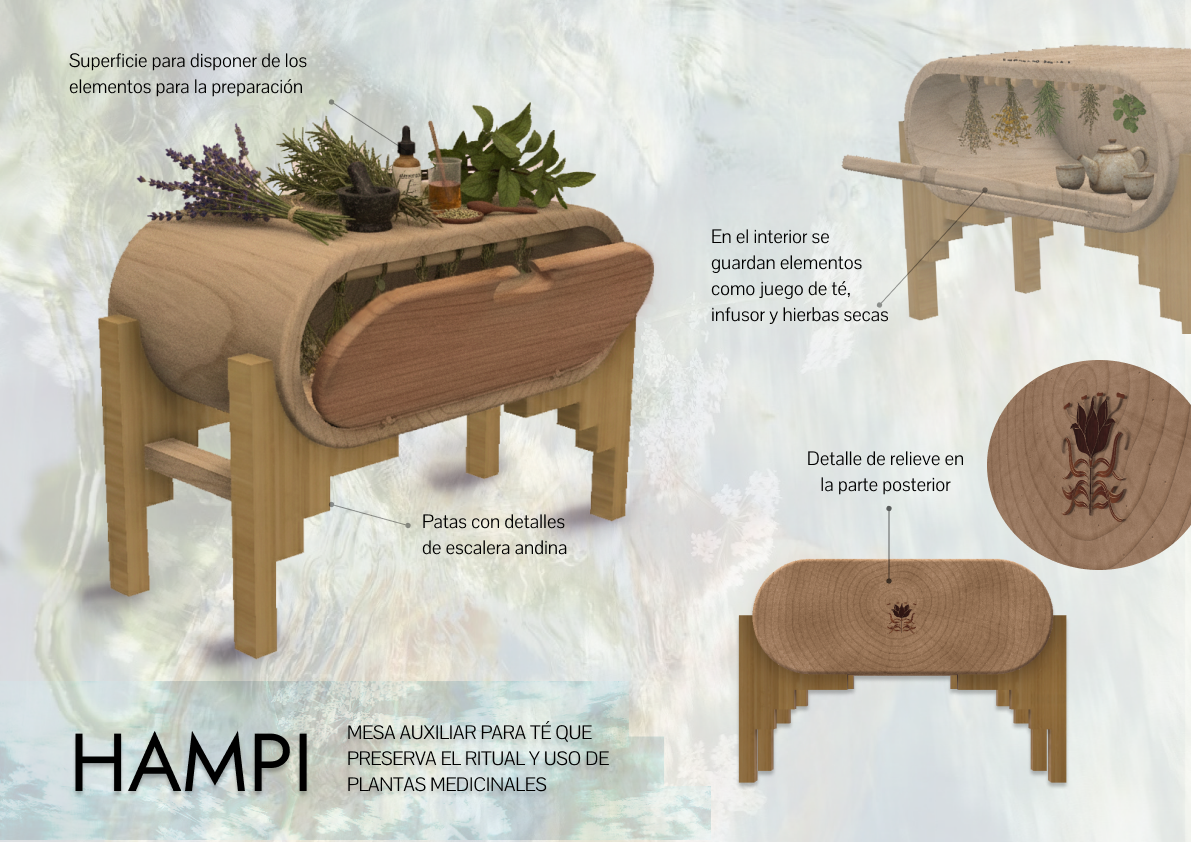 Superficie para disponer de los
elementos para la preparación
En el interior se
guardan elementos
como juego de té,
infusor y hierbas secas
Detalle de relieve en
la parte posterior
Patas con detalles
de escalera andina
HAMPI
MESA AUXILIAR PARA TÉ QUE
PRESERVA EL RITUAL Y USO DE
PLANTAS MEDICINALES